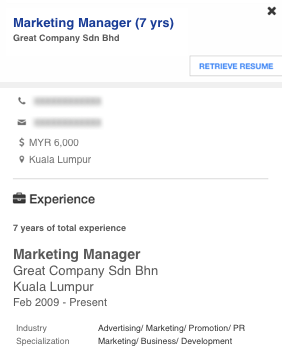 Marketing Manager (7 yrs)
Great Company Sdn Bhd
RETRIEVE RESUME
$ MYR 6,000
Kuala Lumpur
Experience
7 years of total experience
Marketing Manager
Great Company Sdn Bhn
Kuala Lumpur
Feb 2009 - Present
Industry Advertising/ Marketing/ Promotion/ PR
Specialization Marketing/ Business/ Development